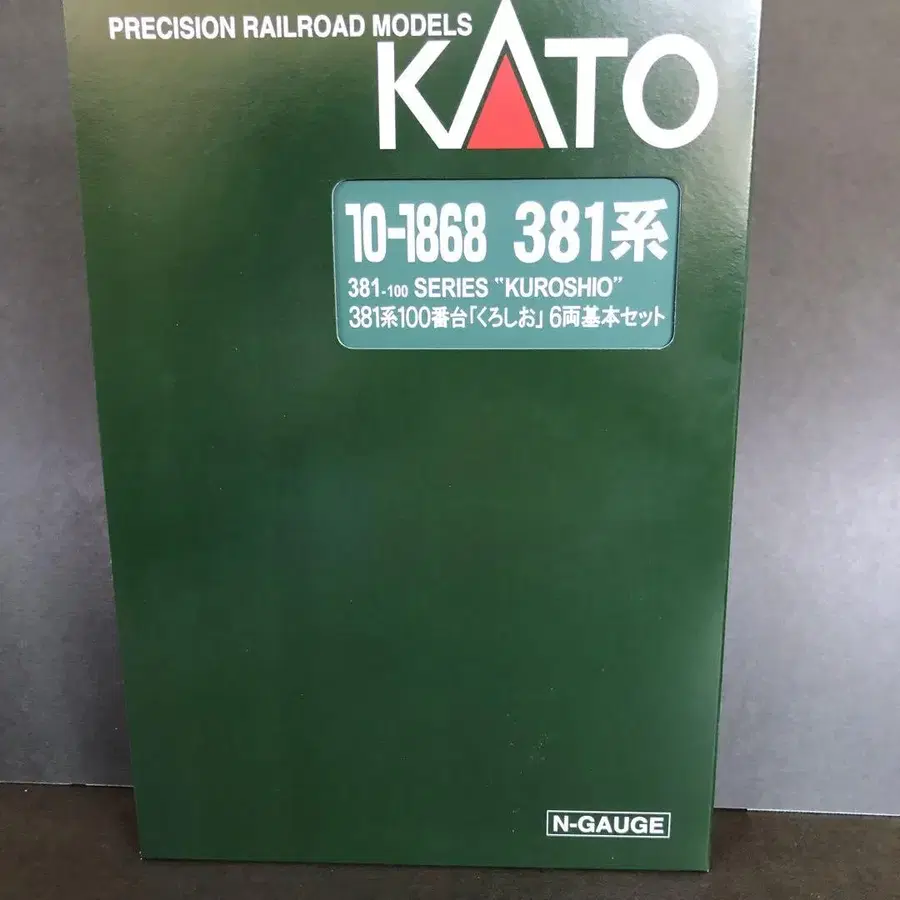 PRECISION RAILROAD MODELS
KATO
10-1868 381系
381-100 SERIES "KUROSHIO"
381系100番台「くろしお」6両基本セット
N-GAUGE